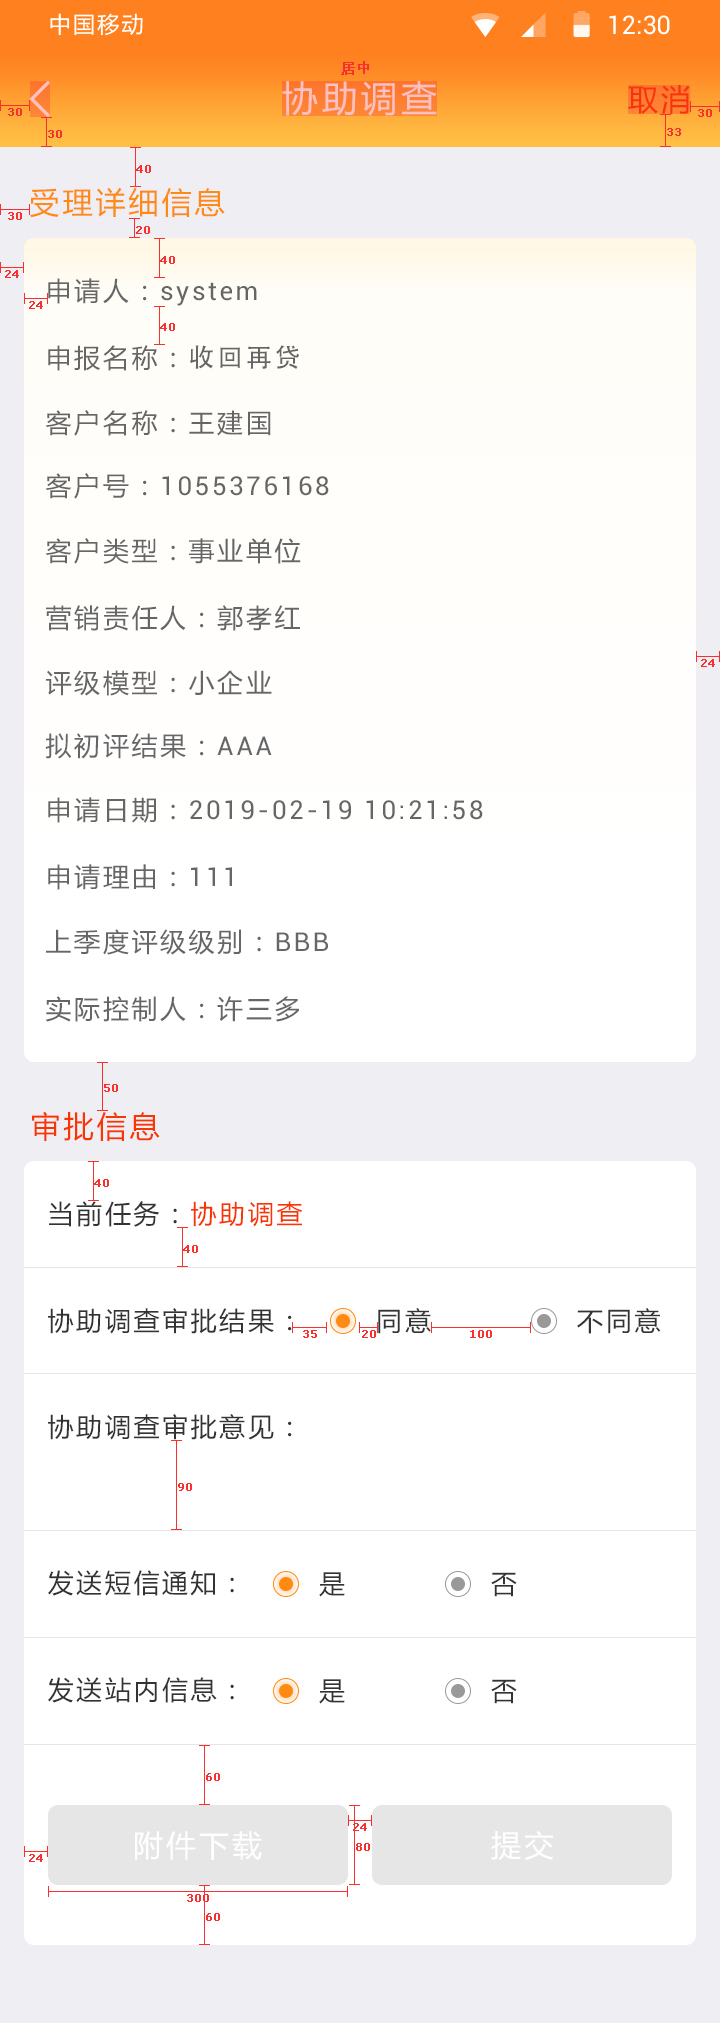 中国移动 12:30
居中
协助调查 取消
30 30 30 33
40
受理详细信息
30
20
40
24
申请人：system
24
40
申报名称：收回再贷
客户名称：王建国
客户号：1055376168
客户类型：事业单位
营销责任人：郭孝红
24
评级模型：小企业
拟初评结果：AAA
申请日期：2019-02-19 10:21:58
申请理由：111
上季度评级级别：BBB
实际控制人：许三多
50
审批信息
40
当前任务：协助调查
40
协助调查审批结果： 同意 不同意
35 20 100
协助调查审批意见：
90
发送短信通知： 是 否
发送站内信息： 是 否
60
24
附件下载 提交
24 80
300
60